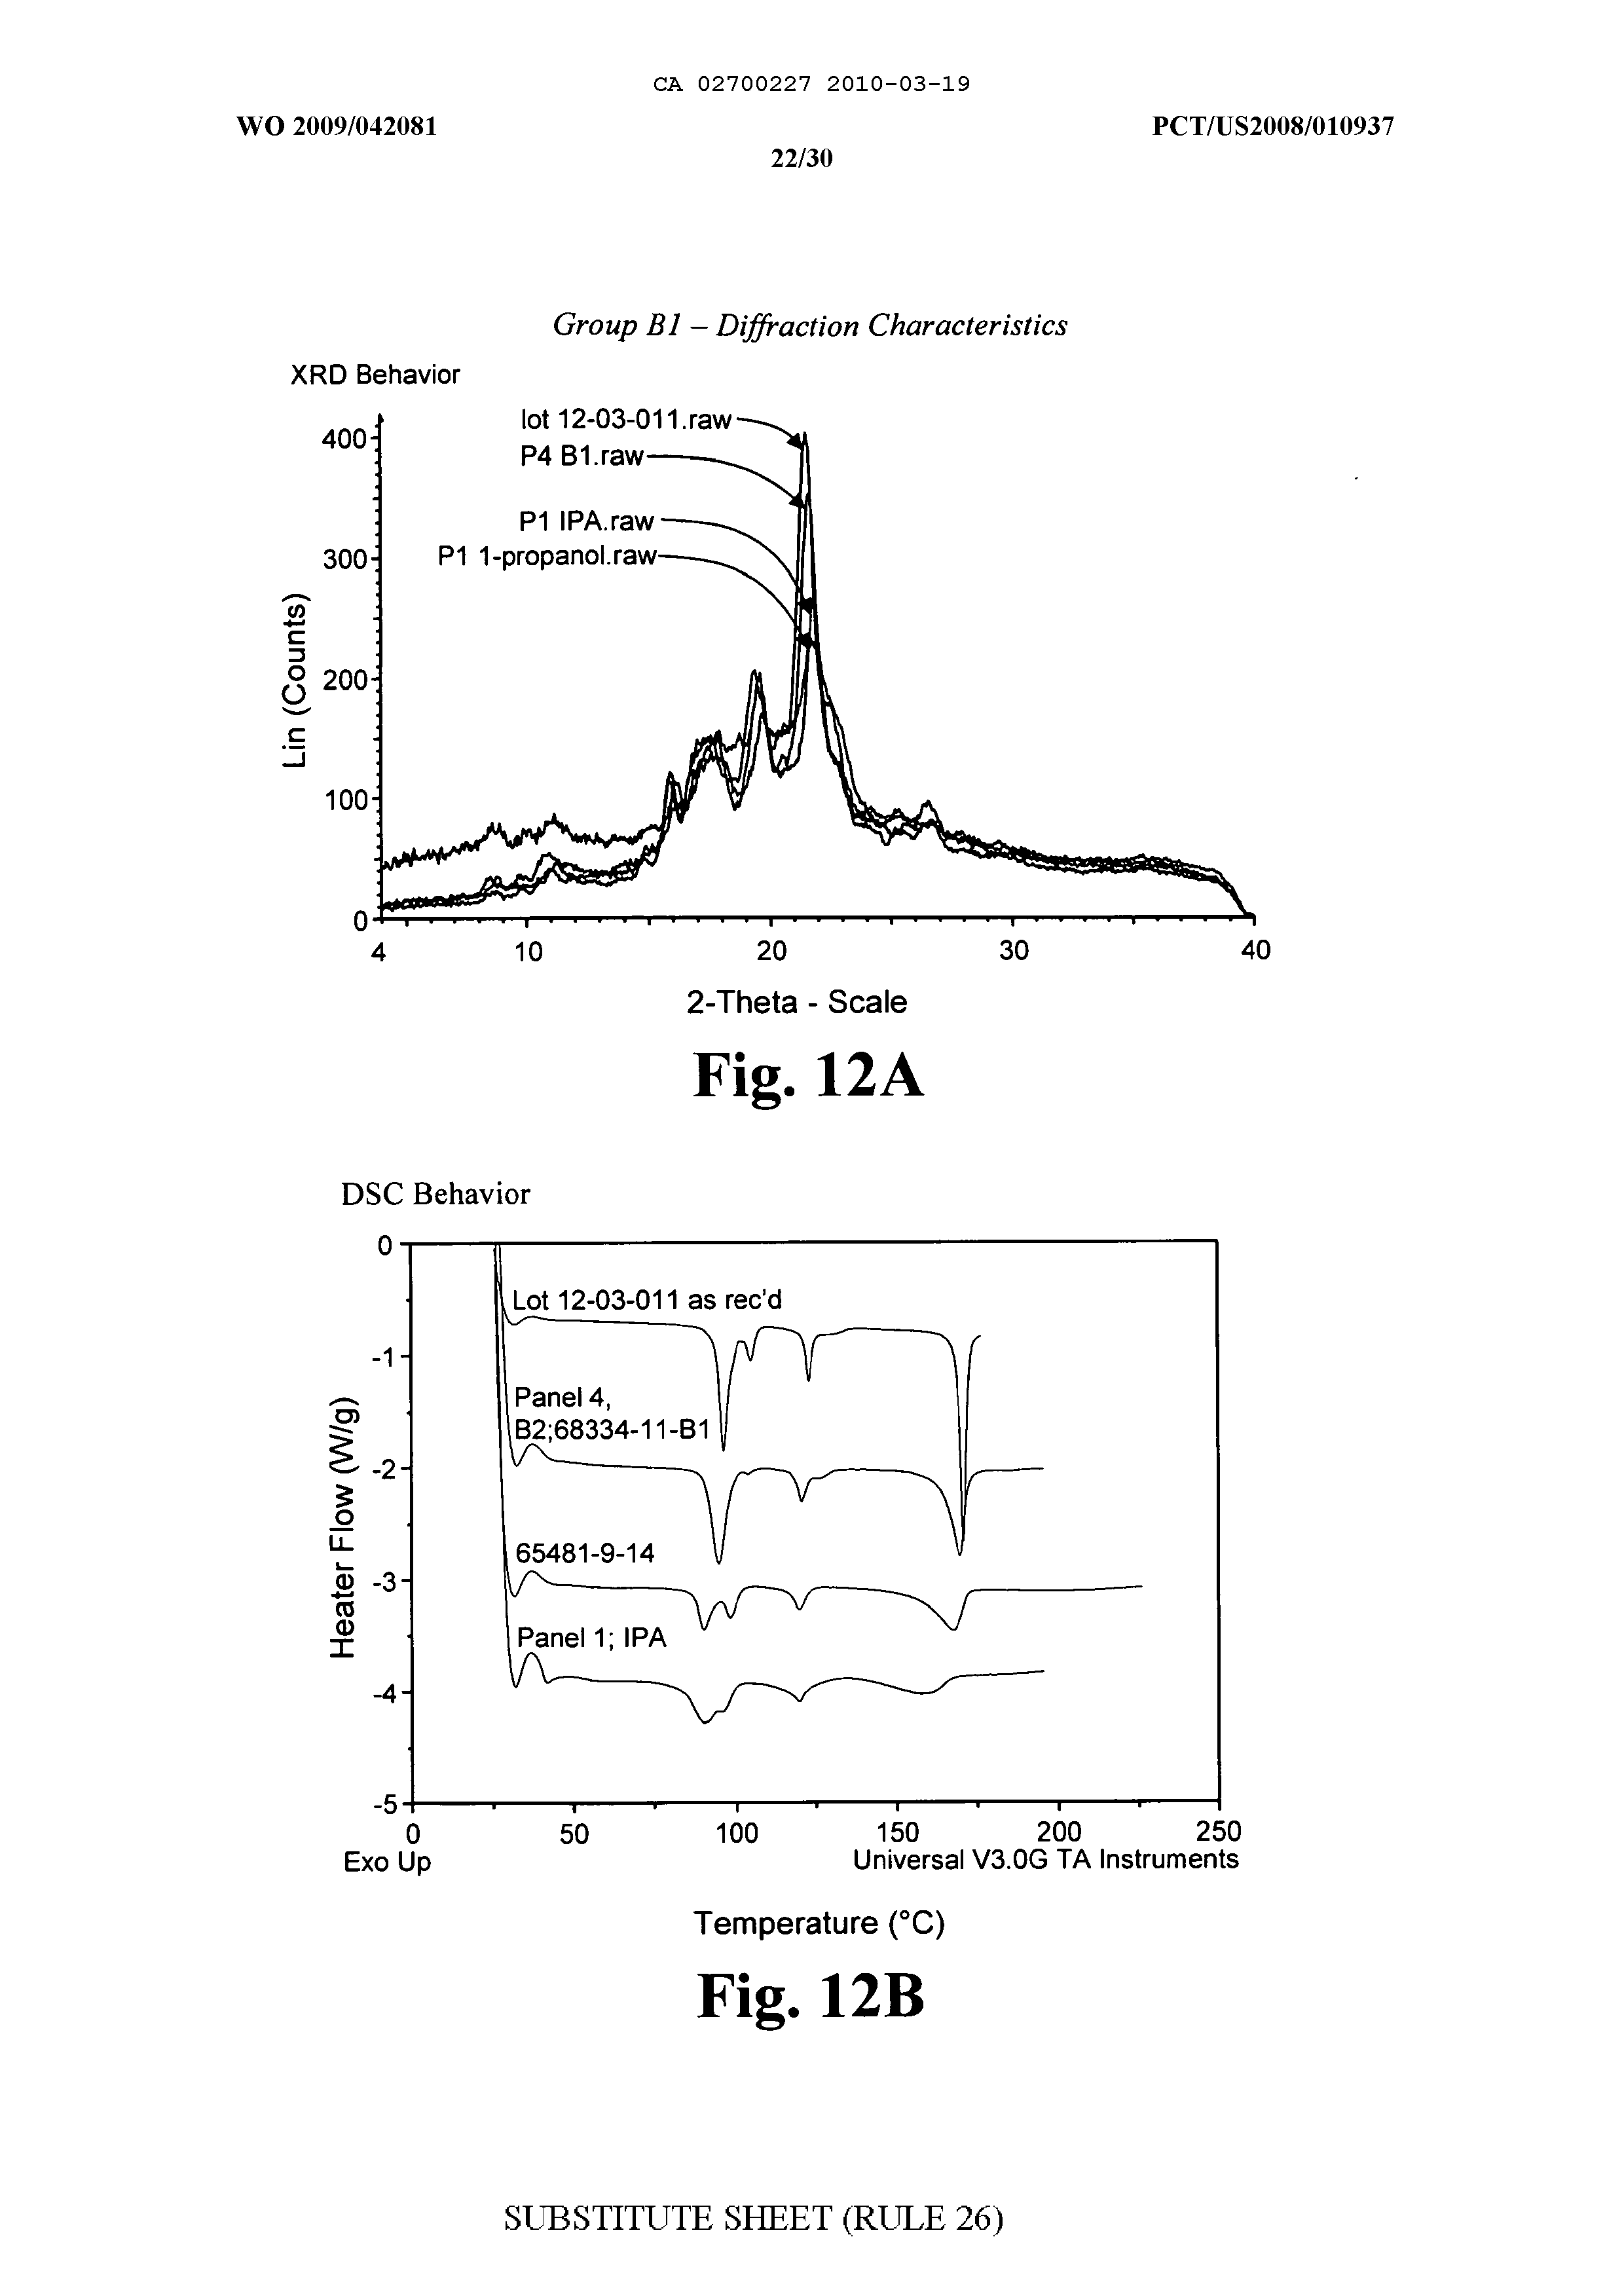 CA 02700227 2010-03-19
WO 2009/042081
PCT/US2008/010937
22/30
Group B1 – Diffraction Characteristics
XRD Behavior
lot 12-03-011.raw
P4 B1.raw
P1 IPA.raw
P1 1-propanol.raw
400
300
200
100
0
Lin (Counts)
4
10
20
30
40
2-Theta - Scale
Fig. 12A
DSC Behavior
0
-1
-2
-3
-4
-5
Heater Flow (W/g)
Lot 12-03-011 as rec'd
Panel 4,
B2;68334-11-B1
65481-9-14
Panel 1; IPA
0
50
100
150
200
250
Exo Up
Universal V3.0G TA Instruments
Temperature (°C)
Fig. 12B
SUBSTITUTE SHEET (RULE 26)